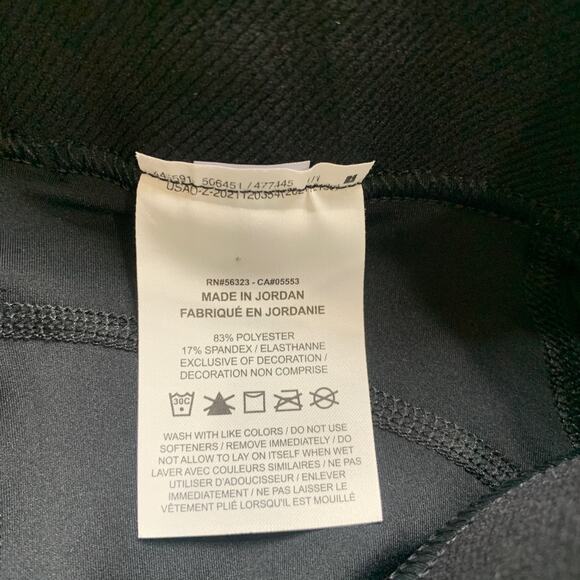 506451 / 477445
RN#56323 - CA#05553
MADE IN JORDAN
FABRIQUÉ EN JORDANIE
83% POLYESTER
17% SPANDEX / ELASTHANNE
EXCLUSIVE OF DECORATION /
DECORATION NON COMPRISE
30C
WASH WITH LIKE COLORS / DO NOT USE
SOFTENERS / REMOVE IMMEDIATELY / DO
NOT ALLOW TO LAY ON ITSELF WHEN WET
LAVER AVEC COULEURS SIMILAIRES / NE PAS
UTILISER D'ADOUCISSEUR / ENLEVER
IMMEDIATEMENT / NE PAS LAISSER LE
VÊTEMENT PLIÉ LORSQU'IL EST MOUILLÉ